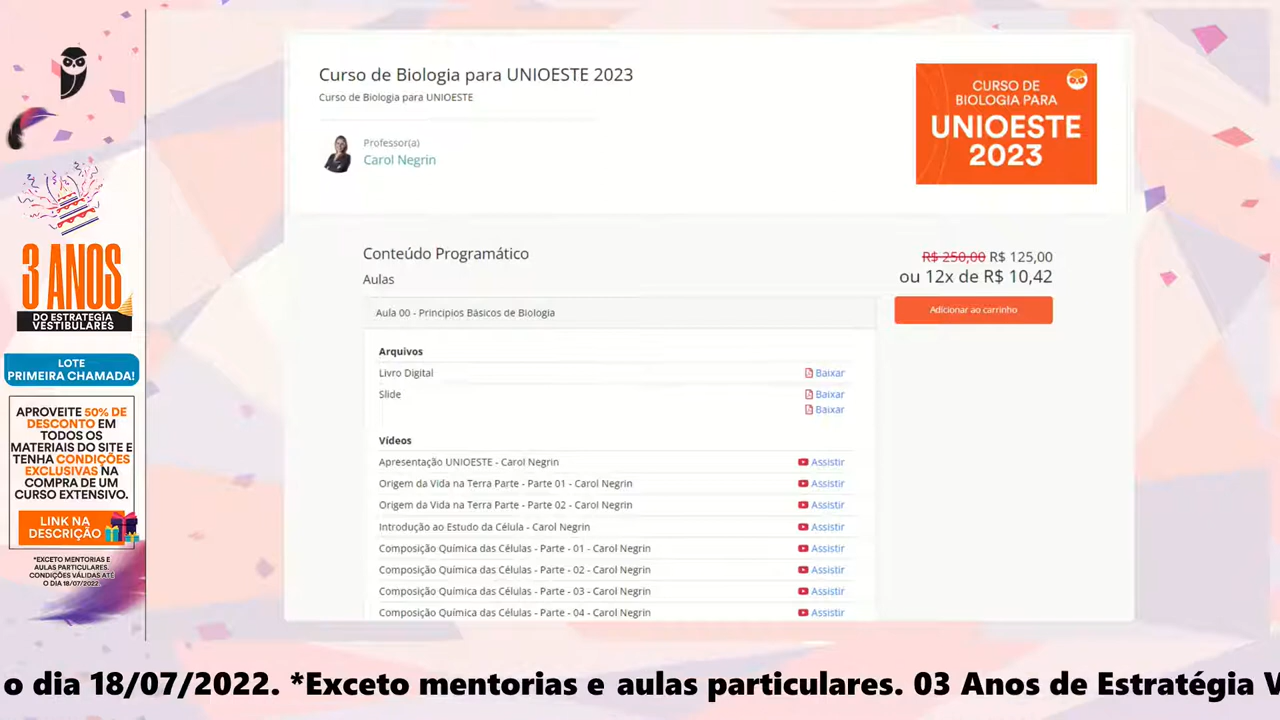 3 ANOS
DO ESTRATÉGIA
VESTIBULARES
LOTE
PRIMEIRA CHAMADA!
APROVEITE 50% DE
DESCONTO EM
TODOS OS
MATERIAIS DO SITE E
TENHA CONDIÇÕES
EXCLUSIVAS NA
COMPRA DE UM
CURSO EXTENSIVO.
LINK NA
DESCRIÇÃO
*EXCETO MENTORIAS E
AULAS PARTICULARES.
CONDIÇÕES VÁLIDAS ATÉ
O DIA 18/07/2022.
Curso de Biologia para UNIOESTE 2023
Curso de Biologia para UNIOESTE
Professor(a)
Carol Negrin
CURSO DE
BIOLOGIA PARA
UNIOESTE
2023
Conteúdo Programático
Aulas
R$ 250,00 R$ 125,00
ou 12x de R$ 10,42
Adicionar ao carrinho
Aula 00 - Principios Básicos de Biologia
Arquivos
Livro Digital Baixar
Slide Baixar
Baixar
Vídeos
Apresentação UNIOESTE - Carol Negrin Assistir
Origem da Vida na Terra Parte - Parte 01 - Carol Negrin Assistir
Origem da Vida na Terra Parte - Parte 02 - Carol Negrin Assistir
Introdução ao Estudo da Célula - Carol Negrin Assistir
Composição Química das Células - Parte - 01 - Carol Negrin Assistir
Composição Química das Células - Parte - 02 - Carol Negrin Assistir
Composição Química das Células - Parte - 03 - Carol Negrin Assistir
Composição Química das Células - Parte - 04 - Carol Negrin Assistir
o dia 18/07/2022. *Exceto mentorias e aulas particulares. 03 Anos de Estratégia V